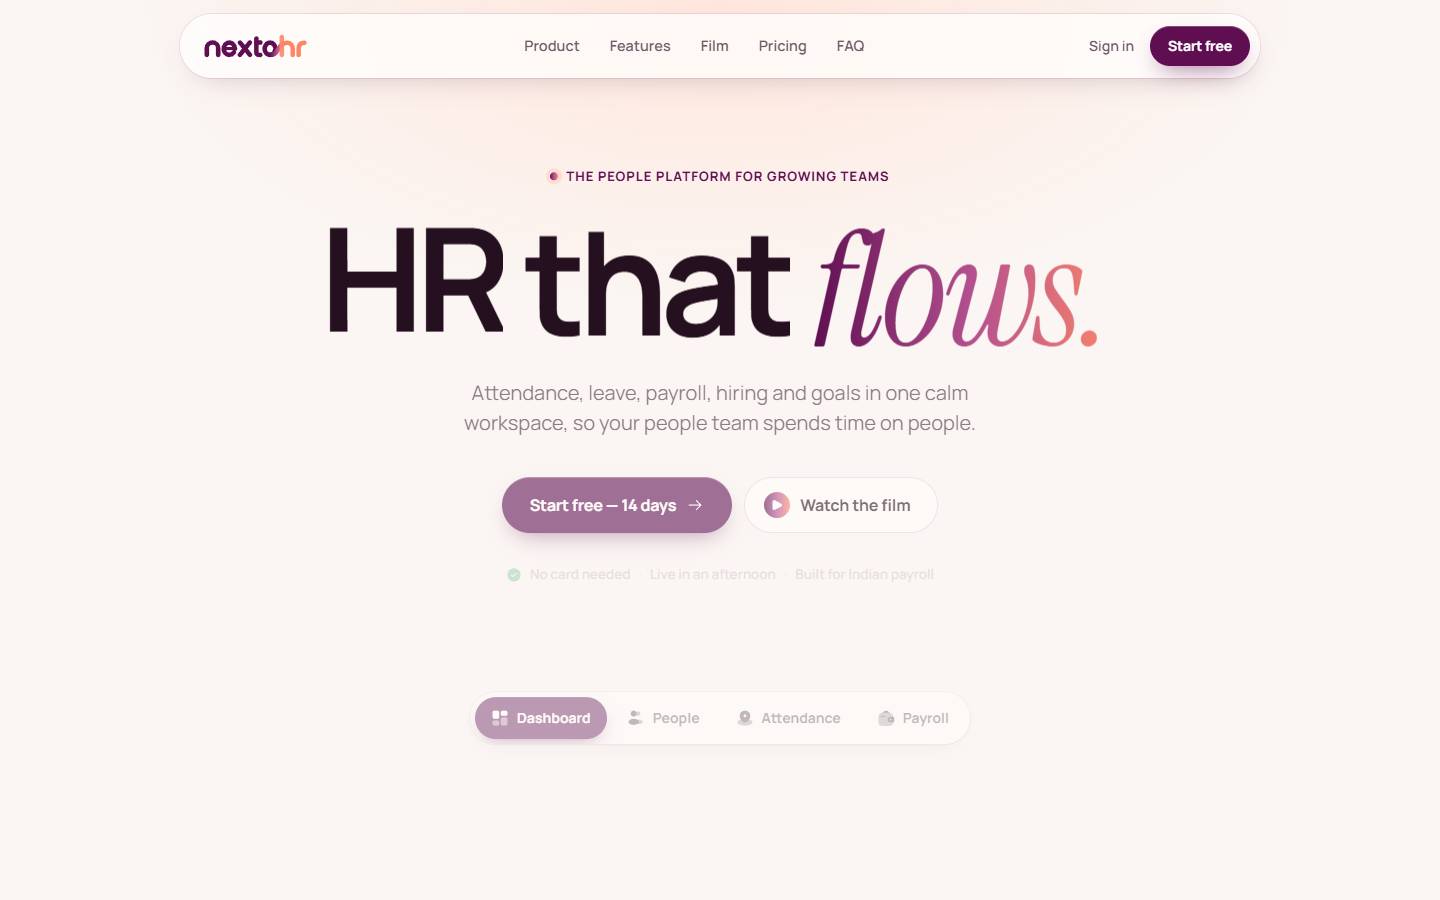 nextohr
Product Features Film Pricing FAQ
Sign in
Start free
THE PEOPLE PLATFORM FOR GROWING TEAMS
HR that flows.
Attendance, leave, payroll, hiring and goals in one calm
workspace, so your people team spends time on people.
Start free — 14 days →
Watch the film
No card needed · Live in an afternoon · Built for Indian payroll
Dashboard People Attendance Payroll